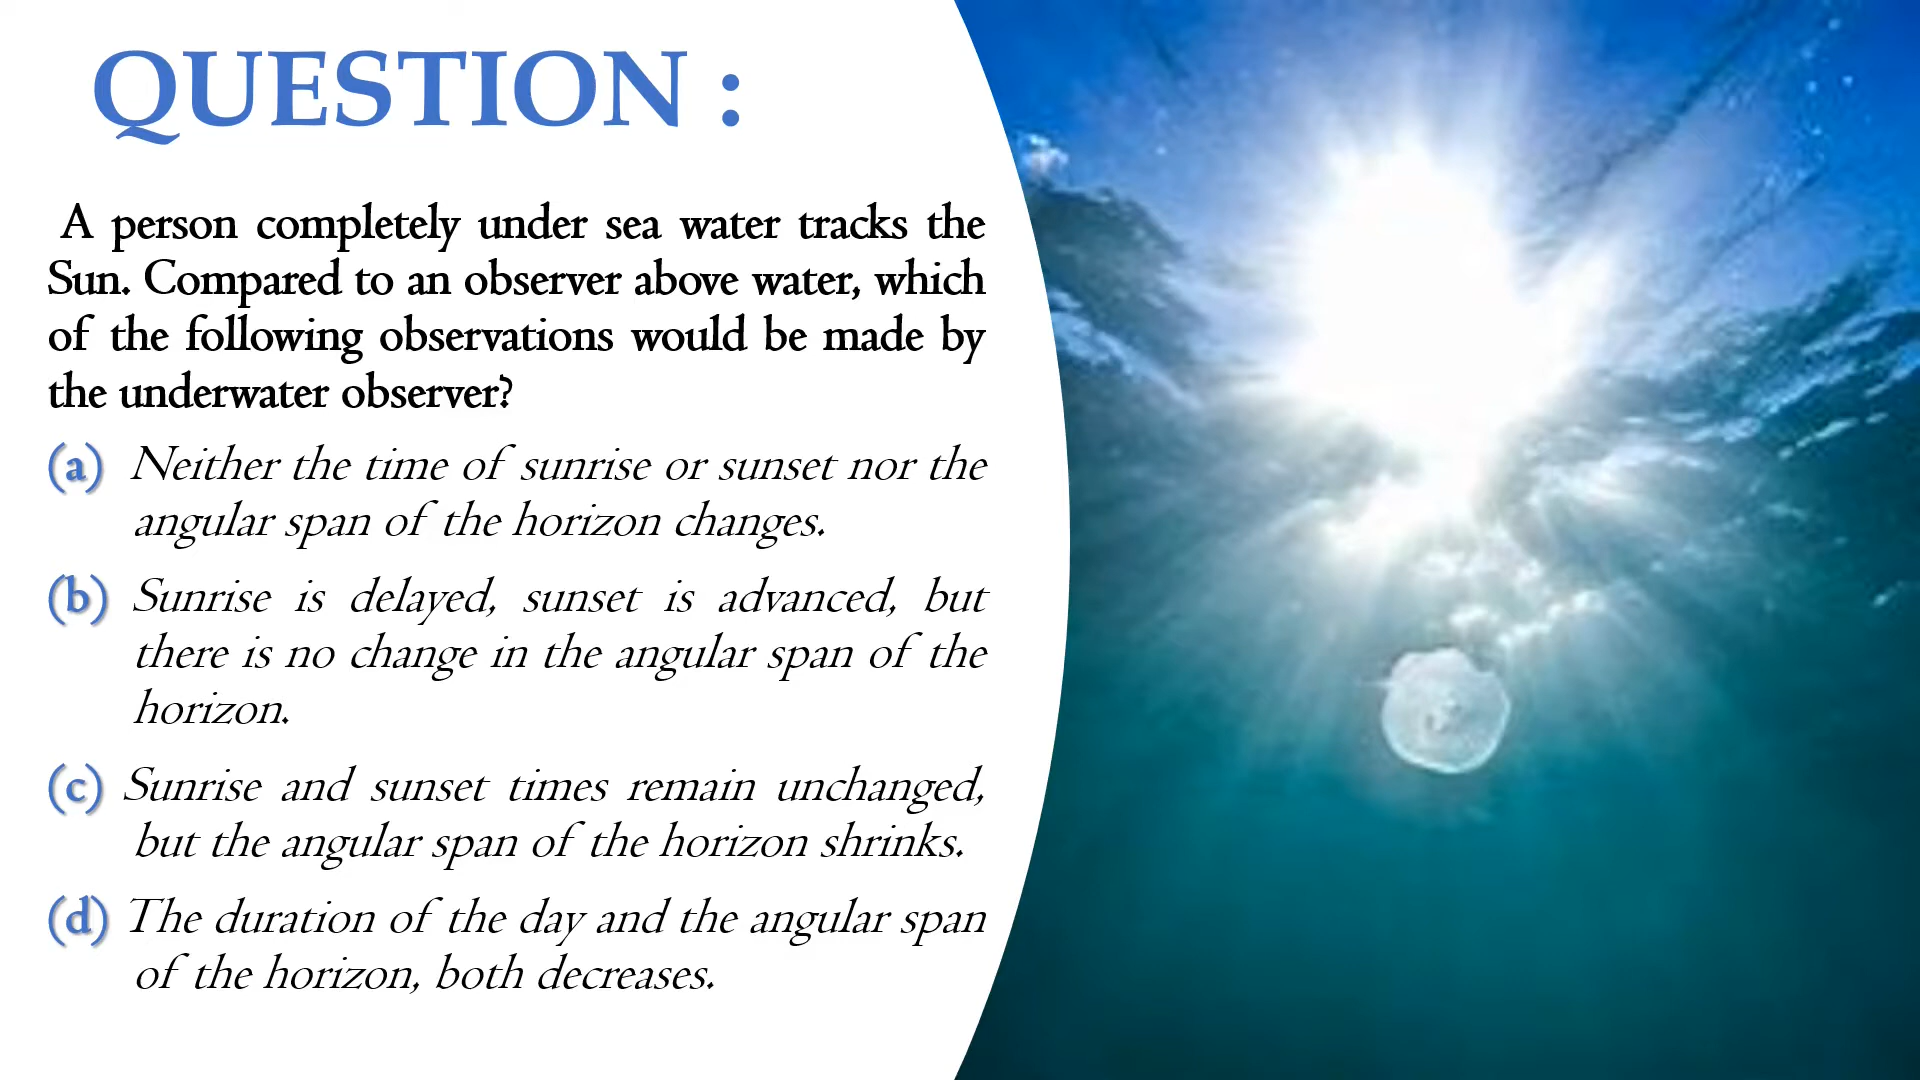 QUESTION :
A person completely under sea water tracks the
Sun. Compared to an observer above water, which
of the following observations would be made by
the underwater observer?
(a) Neither the time of sunrise or sunset nor the
angular span of the horizon changes.
(b) Sunrise is delayed, sunset is advanced, but
there is no change in the angular span of the
horizon.
(c) Sunrise and sunset times remain unchanged,
but the angular span of the horizon shrinks.
(d) The duration of the day and the angular span
of the horizon, both decreases.